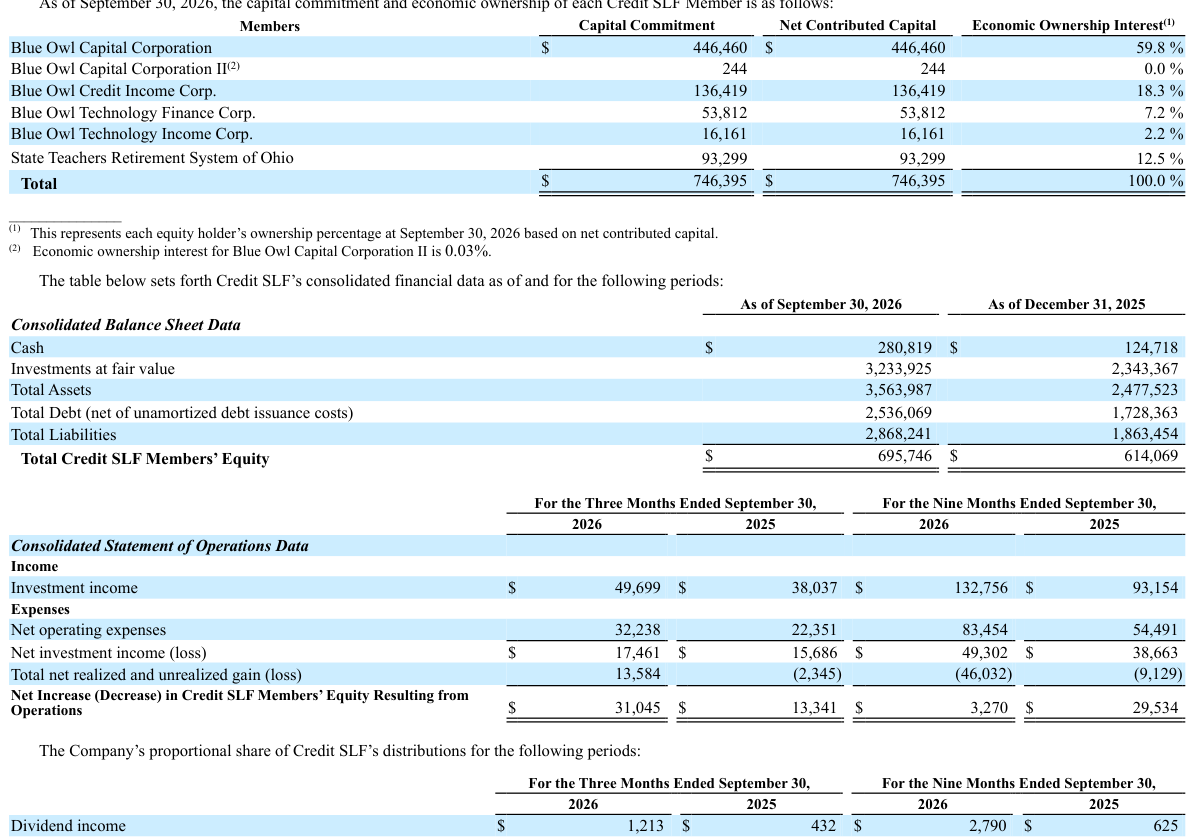 As of September 30, 2026, the capital commitment and economic ownership of each Credit SLF Member is as follows:
Members Capital Commitment Net Contributed Capital Economic Ownership Interest(1)
Blue Owl Capital Corporation $ 446,460 $ 446,460 59.8 %
Blue Owl Capital Corporation II(2) 244 244 0.0 %
Blue Owl Credit Income Corp. 136,419 136,419 18.3 %
Blue Owl Technology Finance Corp. 53,812 53,812 7.2 %
Blue Owl Technology Income Corp. 16,161 16,161 2.2 %
State Teachers Retirement System of Ohio 93,299 93,299 12.5 %
Total $ 746,395 $ 746,395 100.0 %
(1) This represents each equity holder’s ownership percentage at September 30, 2026 based on net contributed capital.
(2) Economic ownership interest for Blue Owl Capital Corporation II is 0.03%.
The table below sets forth Credit SLF’s consolidated financial data as of and for the following periods:
As of September 30, 2026 As of December 31, 2025
Consolidated Balance Sheet Data
Cash $ 280,819 $ 124,718
Investments at fair value 3,233,925 2,343,367
Total Assets 3,563,987 2,477,523
Total Debt (net of unamortized debt issuance costs) 2,536,069 1,728,363
Total Liabilities 2,868,241 1,863,454
Total Credit SLF Members’ Equity $ 695,746 $ 614,069
For the Three Months Ended September 30, For the Nine Months Ended September 30,
2026 2025 2026 2025
Consolidated Statement of Operations Data
Income
Investment income $ 49,699 $ 38,037 $ 132,756 $ 93,154
Expenses
Net operating expenses 32,238 22,351 83,454 54,491
Net investment income (loss) $ 17,461 $ 15,686 $ 49,302 $ 38,663
Total net realized and unrealized gain (loss) 13,584 (2,345) (46,032) (9,129)
Net Increase (Decrease) in Credit SLF Members’ Equity Resulting from
Operations $ 31,045 $ 13,341 $ 3,270 $ 29,534
The Company’s proportional share of Credit SLF’s distributions for the following periods:
For the Three Months Ended September 30, For the Nine Months Ended September 30,
2026 2025 2026 2025
Dividend income $ 1,213 $ 432 $ 2,790 $ 625